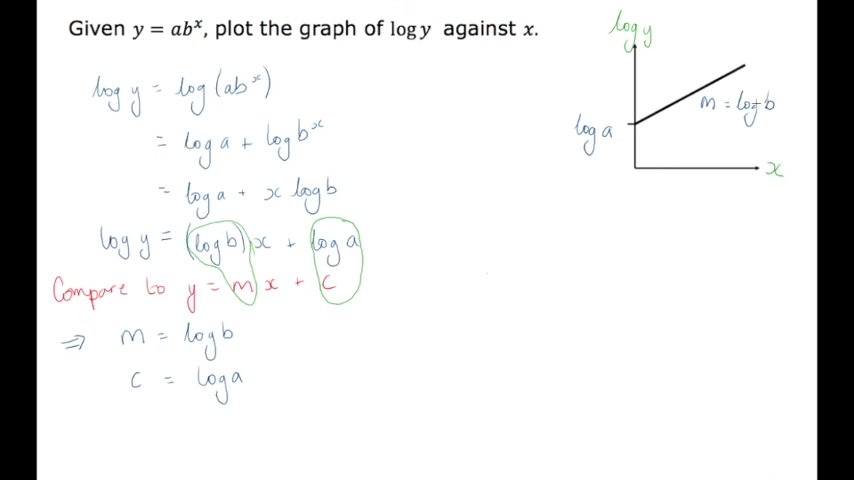 Given y = ab^x, plot the graph of log y against x.
log y = log(ab^x)
= log a + log b^x
= log a + x log b
log y = (log b) x + log a
Compare to y = m x + c
⇒ m = log b
c = log a
log y
m = log b
log a
x